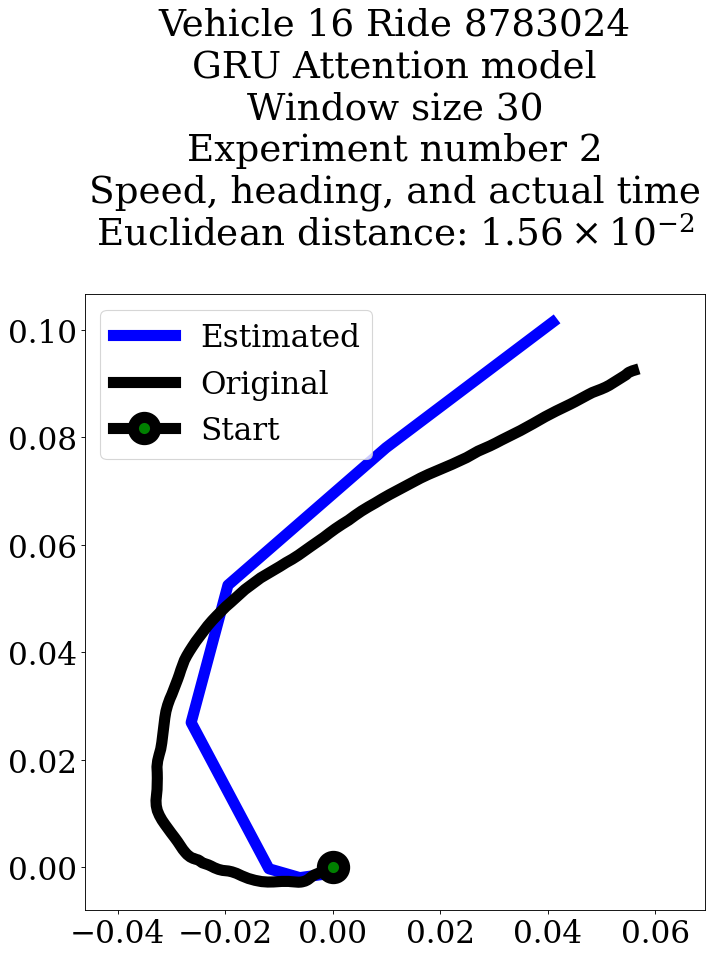 Vehicle 16 Ride 8783024
GRU Attention model
Window size 30
Experiment number 2
Speed, heading, and actual time
Euclidean distance: 1.56 × 10⁻²
Estimated
Original
Start
0.10
0.08
0.06
0.04
0.02
0.00
−0.04 −0.02 0.00 0.02 0.04 0.06